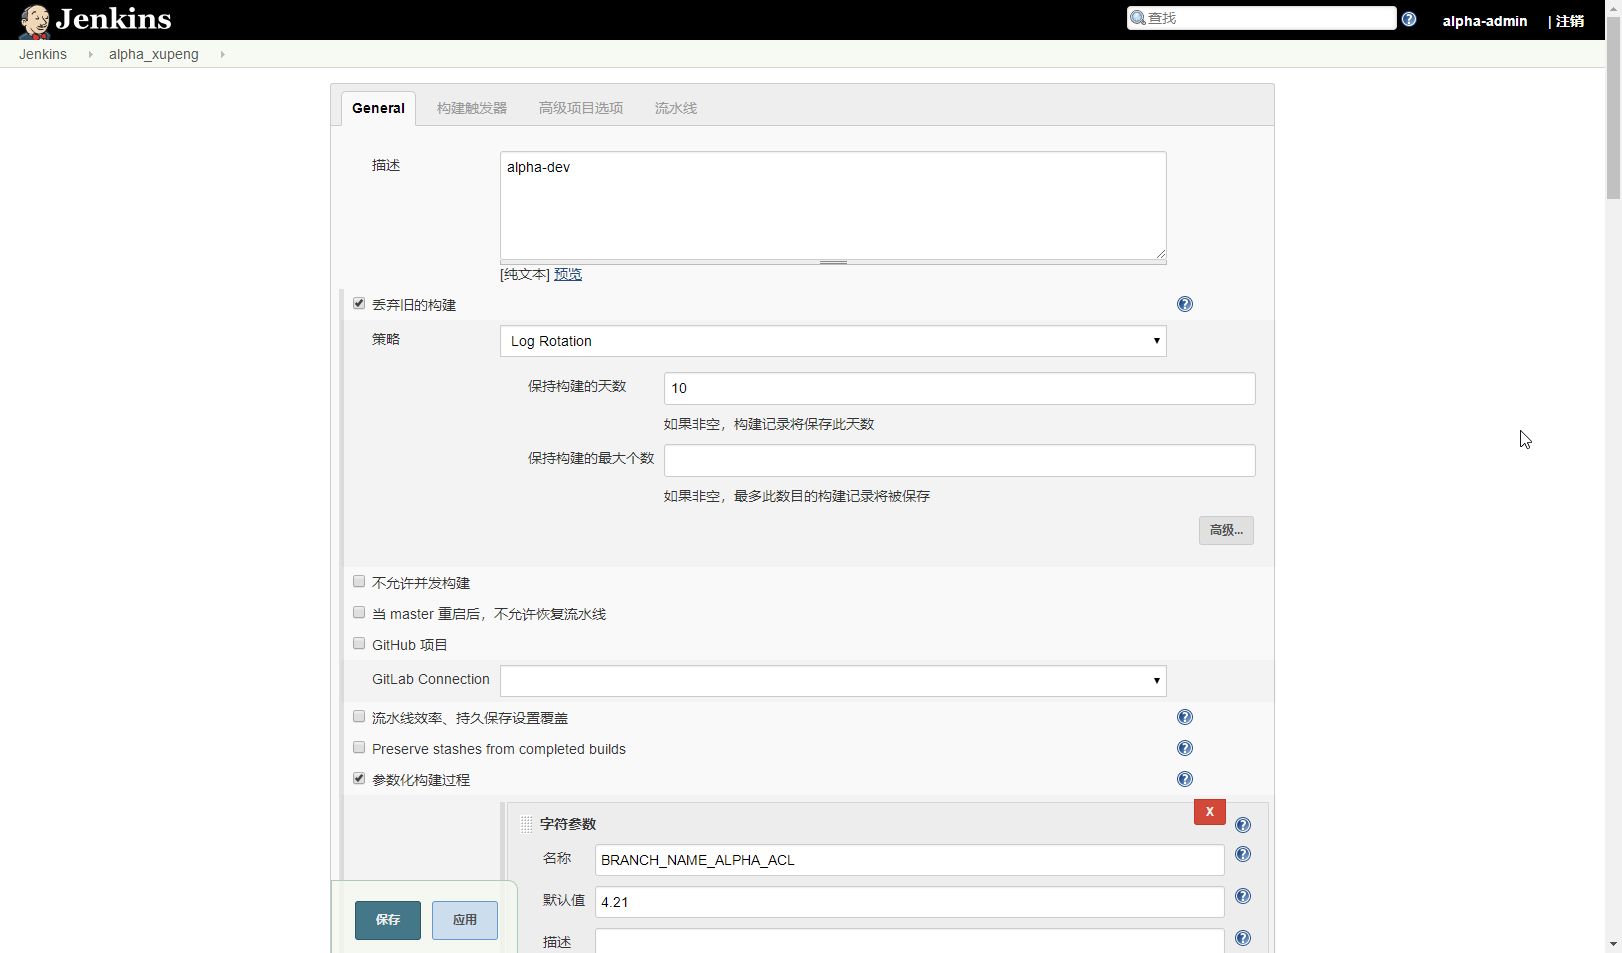 Jenkins
查找
alpha-admin
| 注销
Jenkins
alpha_xupeng
General
构建触发器
高级项目选项
流水线
描述
alpha-dev
[纯文本] 预览
丢弃旧的构建
策略
Log Rotation
保持构建的天数
10
如果非空，构建记录将保存此天数
保持构建的最大个数
如果非空，最多此数目的构建记录将被保存
高级...
不允许并发构建
当 master 重启后，不允许恢复流水线
GitHub 项目
GitLab Connection
流水线效率、持久保存设置覆盖
Preserve stashes from completed builds
参数化构建过程
X
字符参数
名称
BRANCH_NAME_ALPHA_ACL
默认值
4.21
描述
保存
应用